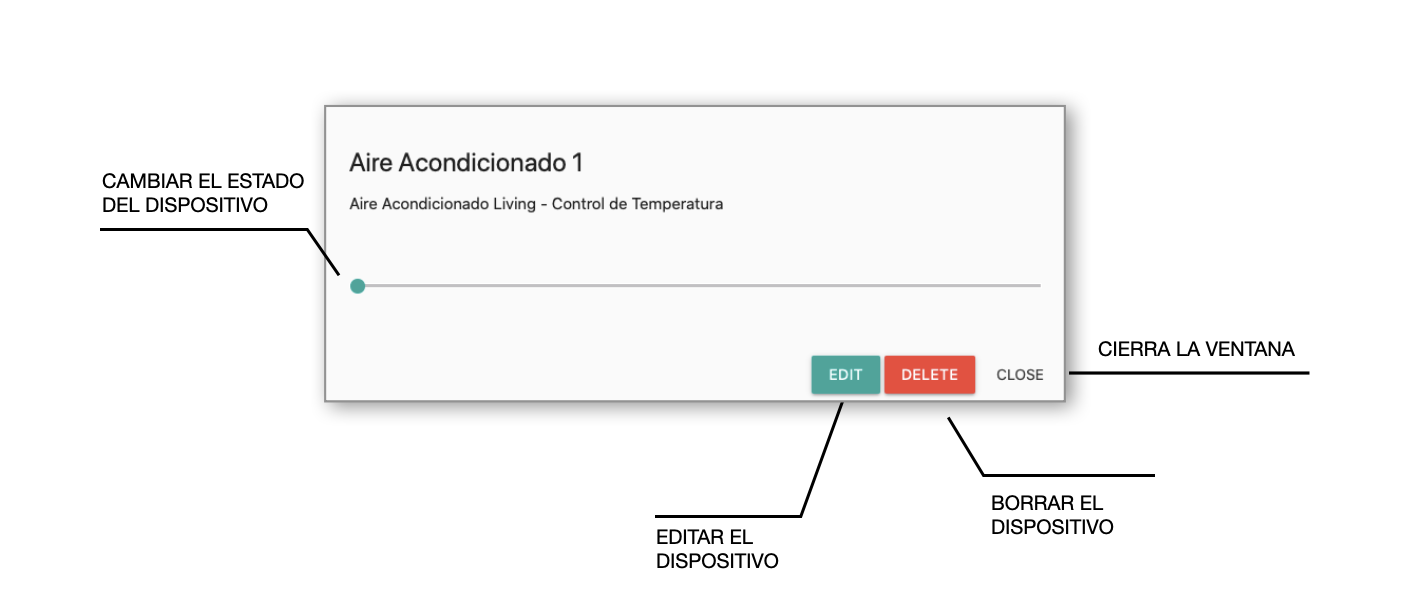 Aire Acondicionado 1
CAMBIAR EL ESTADO
DEL DISPOSITIVO
Aire Acondicionado Living - Control de Temperatura
CIERRA LA VENTANA
EDIT
DELETE
CLOSE
BORRAR EL
DISPOSITIVO
EDITAR EL
DISPOSITIVO